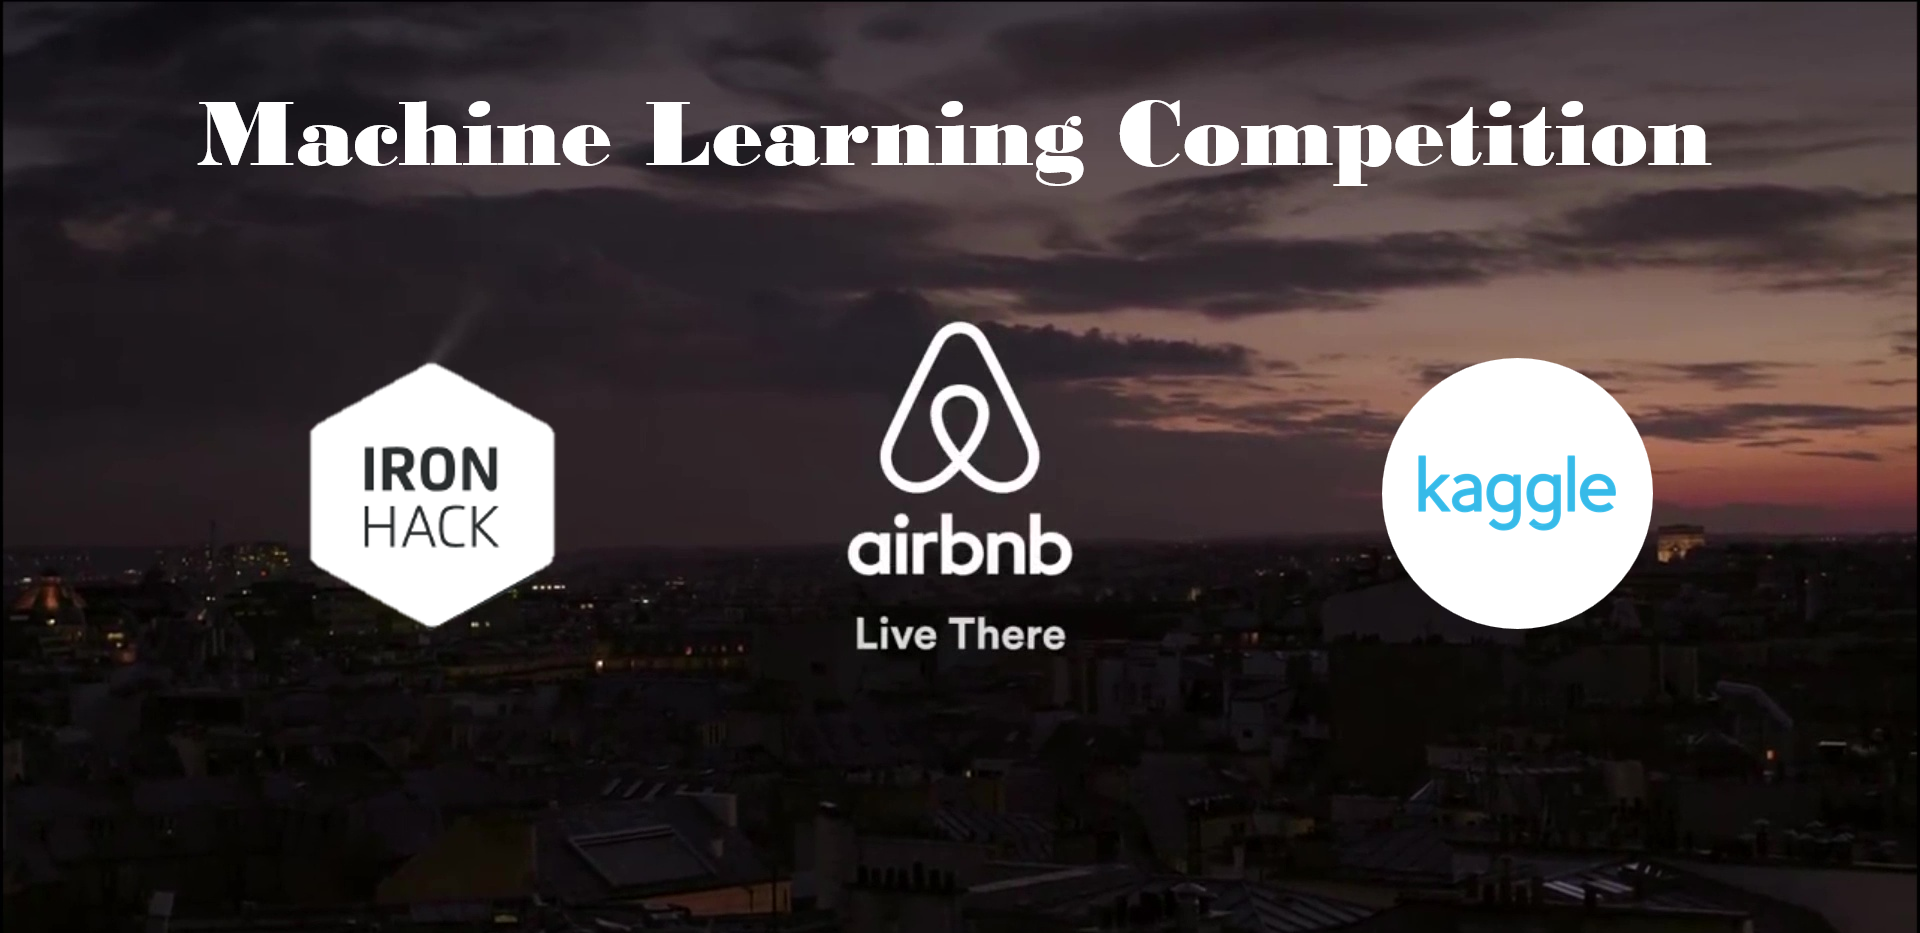 Machine Learning Competition
IRON
HACK
airbnb
Live There
kaggle